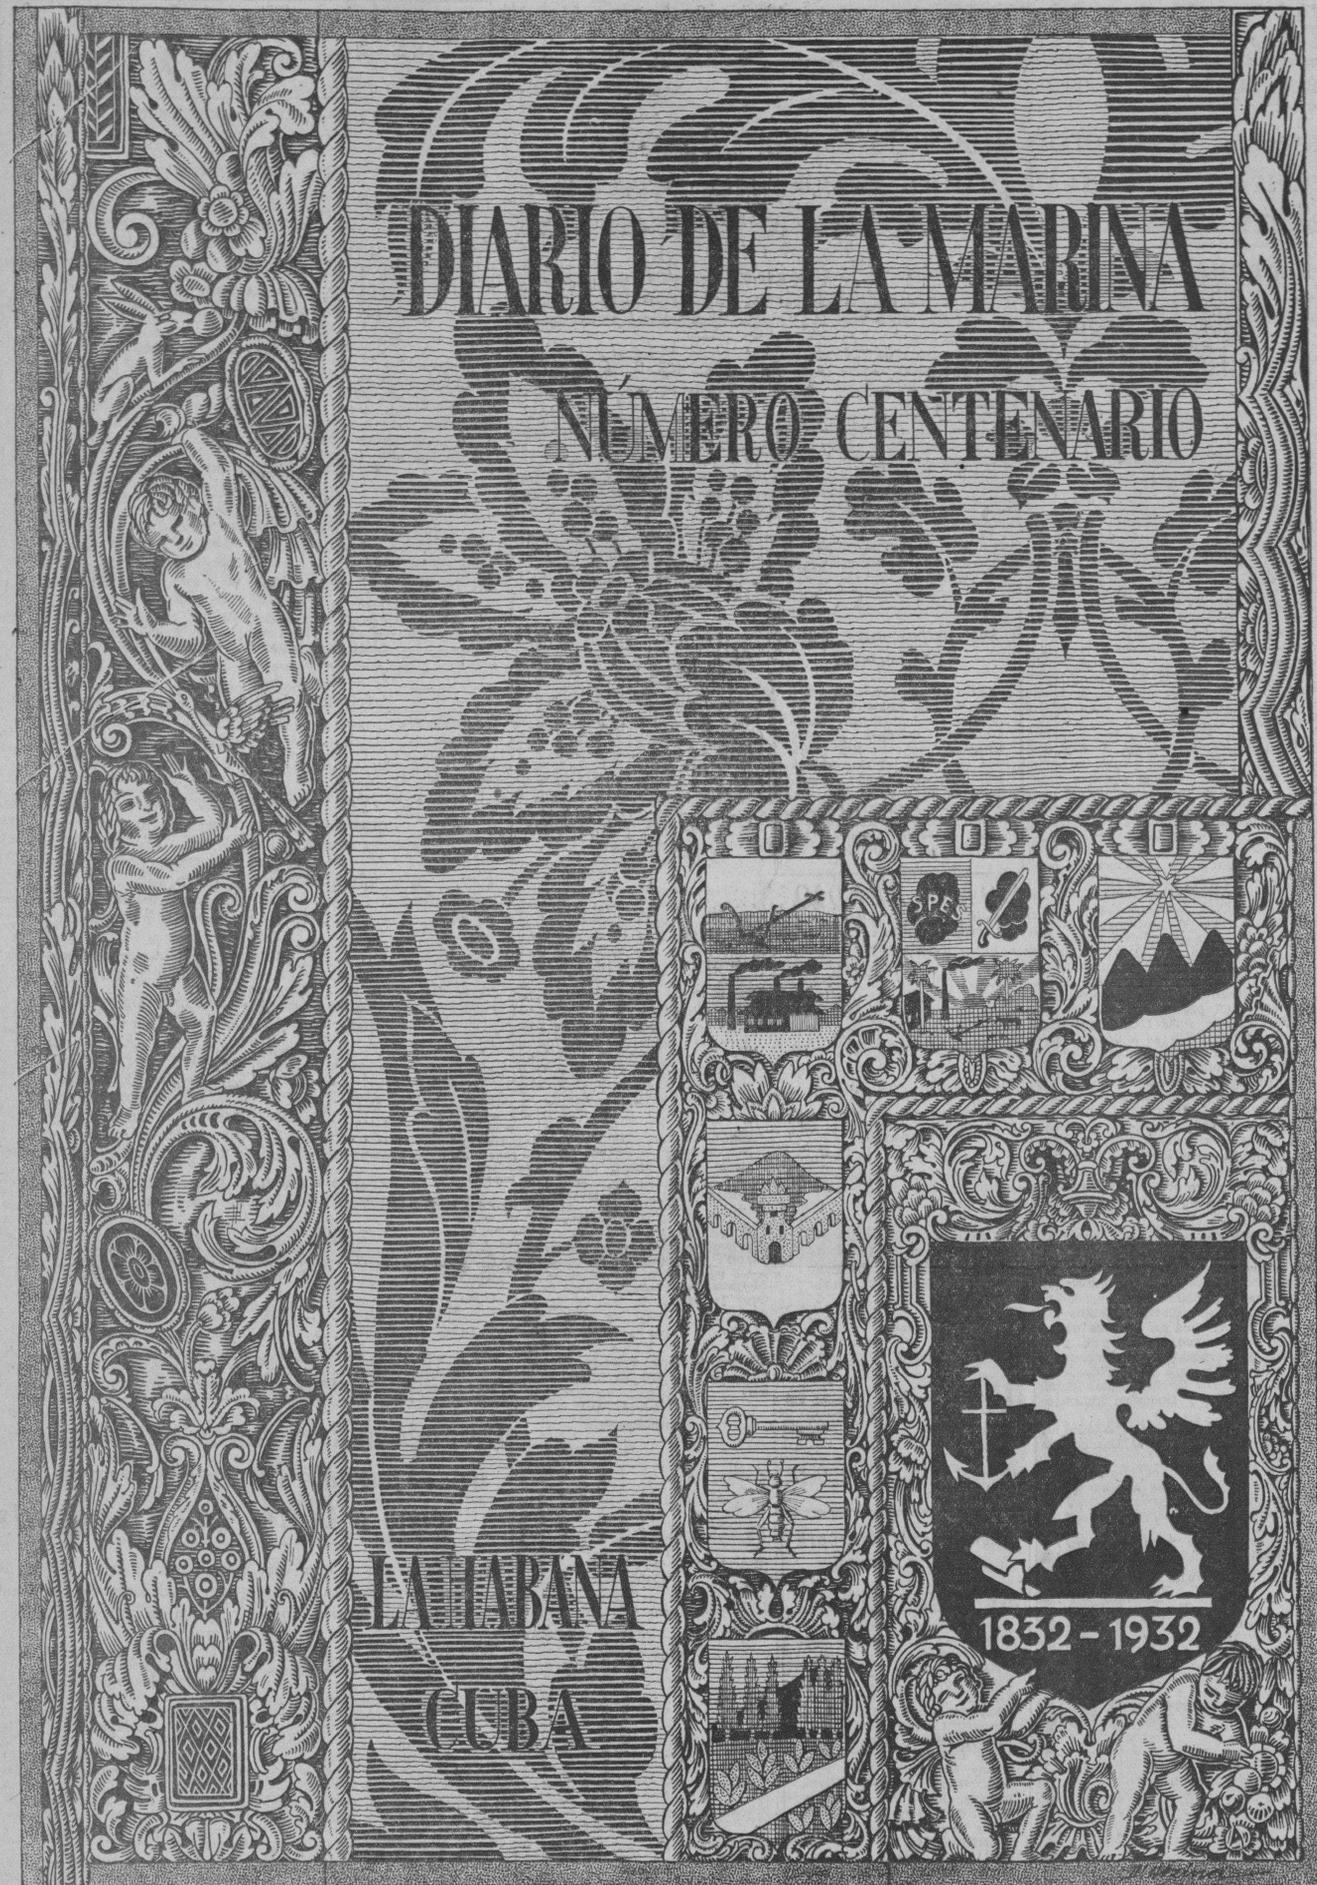 DIARIO DE LA MARINA
NÚMERO CENTENARIO
SPES
LA HABANA
CUBA
1832 - 1932